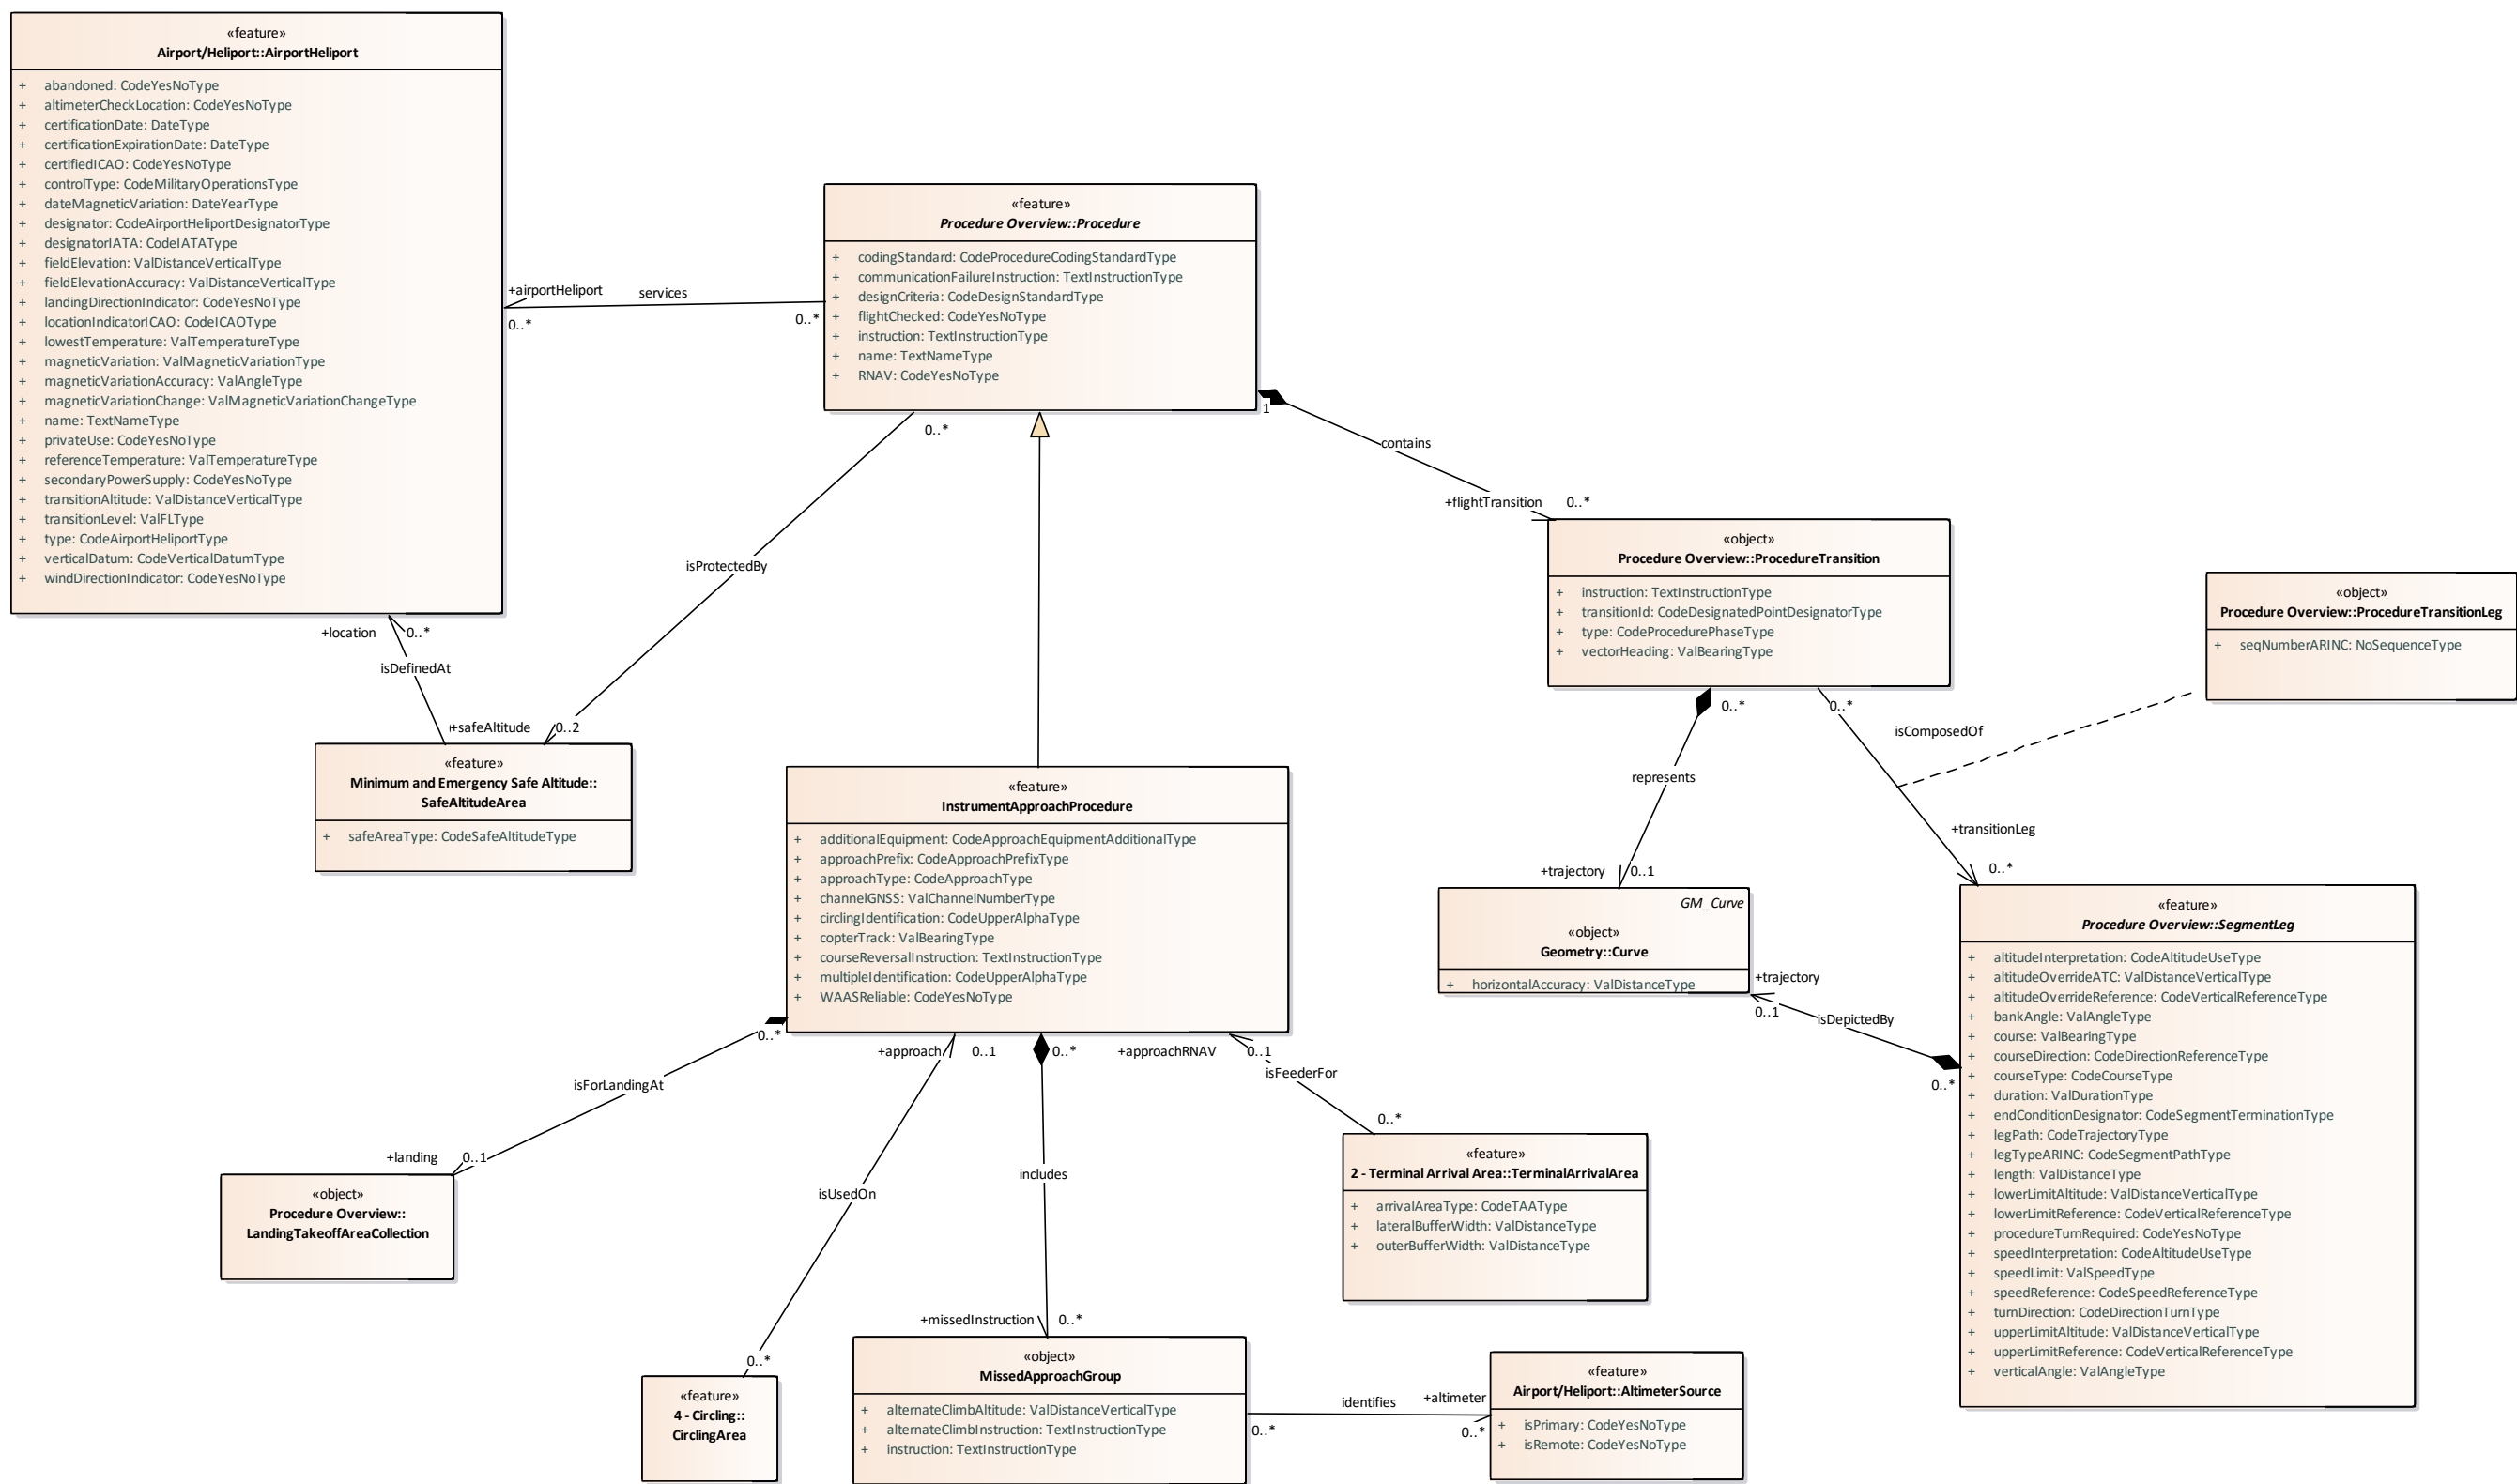 «feature»
Airport/Heliport::AirportHeliport
+ abandoned: CodeYesNoType
+ altimeterCheckLocation: CodeYesNoType
+ certificationDate: DateType
+ certificationExpirationDate: DateType
+ certifiedICAO: CodeYesNoType
+ controlType: CodeMilitaryOperationsType
+ dateMagneticVariation: DateYearType
+ designator: CodeAirportHeliportDesignatorType
+ designatorIATA: CodeIATAType
+ fieldElevation: ValDistanceVerticalType
+ fieldElevationAccuracy: ValDistanceVerticalType
+ landingDirectionIndicator: CodeYesNoType
+ locationIndicatorICAO: CodeICAOType
+ lowestTemperature: ValTemperatureType
+ magneticVariation: ValMagneticVariationType
+ magneticVariationAccuracy: ValAngleType
+ magneticVariationChange: ValMagneticVariationChangeType
+ name: TextNameType
+ privateUse: CodeYesNoType
+ referenceTemperature: ValTemperatureType
+ secondaryPowerSupply: CodeYesNoType
+ transitionAltitude: ValDistanceVerticalType
+ transitionLevel: ValFLType
+ type: CodeAirportHeliportType
+ verticalDatum: CodeVerticalDatumType
+ windDirectionIndicator: CodeYesNoType
«feature»
Procedure Overview::Procedure
+ codingStandard: CodeProcedureCodingStandardType
+ communicationFailureInstruction: TextInstructionType
+ designCriteria: CodeDesignStandardType
+ flightChecked: CodeYesNoType
+ instruction: TextInstructionType
+ name: TextNameType
+ RNAV: CodeYesNoType
+airportHeliport
services
0..*
0..*
1
contains
+flightTransition
0..*
0..*
isProtectedBy
0..2
+safeAltitude
+location
0..*
isDefinedAt
«feature»
Minimum and Emergency Safe Altitude::
SafeAltitudeArea
+ safeAreaType: CodeSafeAltitudeType
«object»
Procedure Overview::ProcedureTransition
+ instruction: TextInstructionType
+ transitionId: CodeDesignatedPointDesignatorType
+ type: CodeProcedurePhaseType
+ vectorHeading: ValBearingType
«object»
Procedure Overview::ProcedureTransitionLeg
+ seqNumberARINC: NoSequenceType
0..*
represents
+trajectory
0..1
0..*
isComposedOf
+transitionLeg
0..*
«feature»
InstrumentApproachProcedure
+ additionalEquipment: CodeApproachEquipmentAdditionalType
+ approachPrefix: CodeApproachPrefixType
+ approachType: CodeApproachType
+ channelGNSS: ValChannelNumberType
+ circlingIdentification: CodeUpperAlphaType
+ copterTrack: ValBearingType
+ courseReversalInstruction: TextInstructionType
+ multipleIdentification: CodeUpperAlphaType
+ WAASReliable: CodeYesNoType
GM_Curve
«object»
Geometry::Curve
+ horizontalAccuracy: ValDistanceType
+trajectory
0..1
isDepictedBy
0..*
«feature»
Procedure Overview::SegmentLeg
+ altitudeInterpretation: CodeAltitudeUseType
+ altitudeOverrideATC: ValDistanceVerticalType
+ altitudeOverrideReference: CodeVerticalReferenceType
+ bankAngle: ValAngleType
+ course: ValBearingType
+ courseDirection: CodeDirectionReferenceType
+ courseType: CodeCourseType
+ duration: ValDurationType
+ endConditionDesignator: CodeSegmentTerminationType
+ legPath: CodeTrajectoryType
+ legTypeARINC: CodeSegmentPathType
+ length: ValDistanceType
+ lowerLimitAltitude: ValDistanceVerticalType
+ lowerLimitReference: CodeVerticalReferenceType
+ procedureTurnRequired: CodeYesNoType
+ speedInterpretation: CodeAltitudeUseType
+ speedLimit: ValSpeedType
+ speedReference: CodeSpeedReferenceType
+ turnDirection: CodeDirectionTurnType
+ upperLimitAltitude: ValDistanceVerticalType
+ upperLimitReference: CodeVerticalReferenceType
+ verticalAngle: ValAngleType
0..*
isForLandingAt
+landing
0..1
«object»
Procedure Overview::
LandingTakeoffAreaCollection
+approach
0..1
isUsedOn
0..*
«feature»
4 - Circling::
CirclingArea
0..*
includes
+missedInstruction
0..*
+approachRNAV
0..1
isFeederFor
0..*
«feature»
2 - Terminal Arrival Area::TerminalArrivalArea
+ arrivalAreaType: CodeTAAType
+ lateralBufferWidth: ValDistanceType
+ outerBufferWidth: ValDistanceType
«object»
MissedApproachGroup
+ alternateClimbAltitude: ValDistanceVerticalType
+ alternateClimbInstruction: TextInstructionType
+ instruction: TextInstructionType
identifies
+altimeter
0..*
0..*
«feature»
Airport/Heliport::AltimeterSource
+ isPrimary: CodeYesNoType
+ isRemote: CodeYesNoType